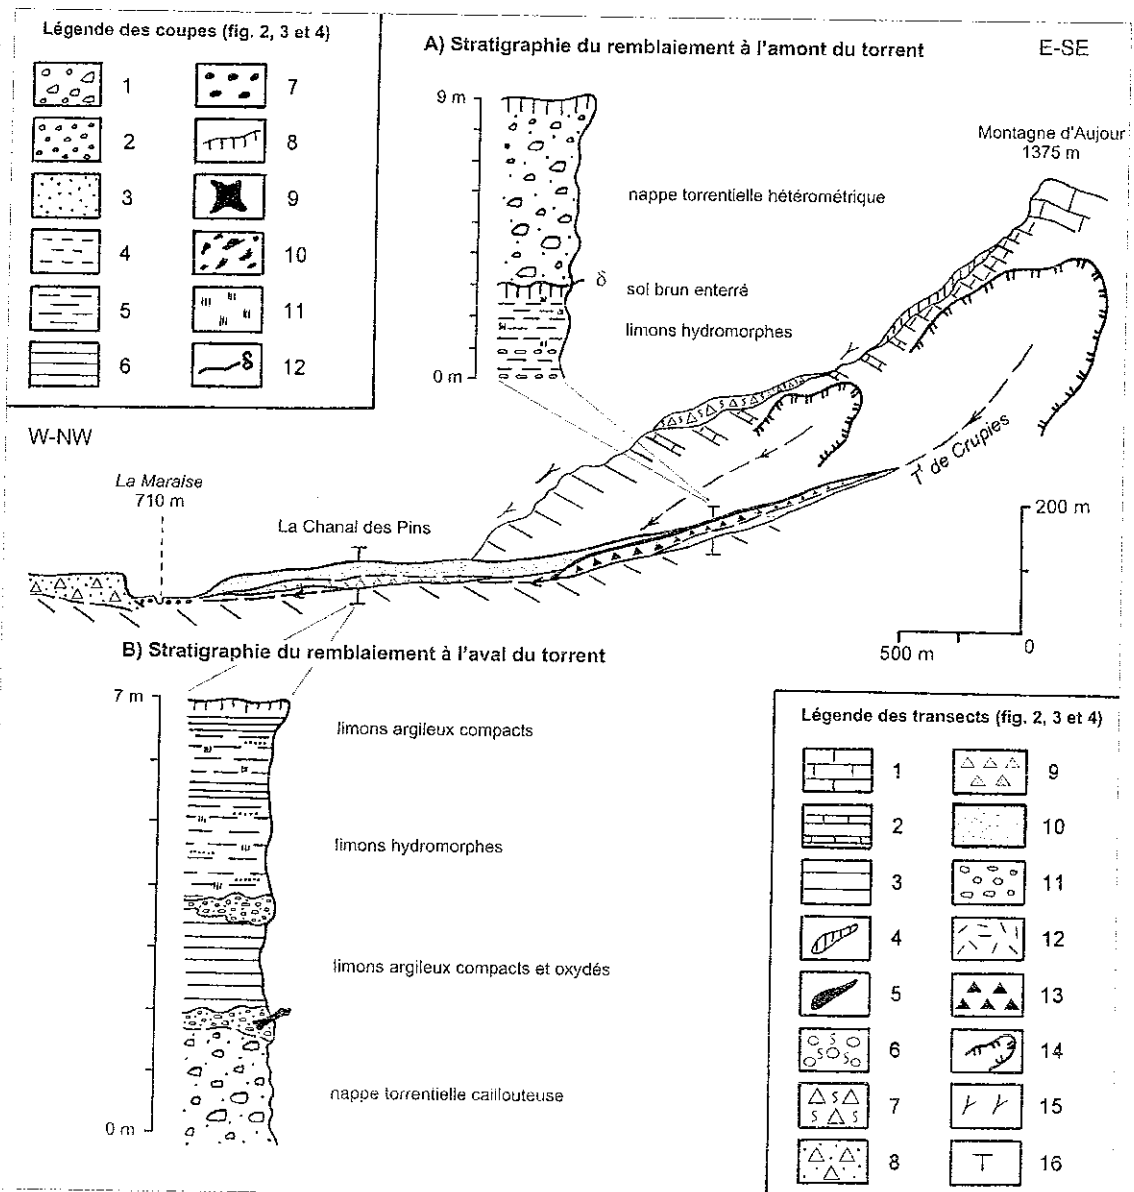 Légende des coupes (fig. 2, 3 et 4)
1
7
2
8
3
9
4
10
5
11
6
δ
12
A) Stratigraphie du remblaiement à l'amont du torrent
E-SE
9 m
Montagne d'Aujour
1375 m
nappe torrentielle hétérométrique
δ
sol brun enterré
limons hydromorphes
0 m
W-NW
La Maraise
710 m
La Chanal des Pins
Tt de Crupies
200 m
0
500 m
B) Stratigraphie du remblaiement à l'aval du torrent
7 m
limons argileux compacts
limons hydromorphes
limons argileux compacts et oxydés
nappe torrentielle caillouteuse
0 m
Légende des transects (fig. 2, 3 et 4)
1
9
2
10
3
11
4
12
5
13
6
14
7
15
8
16